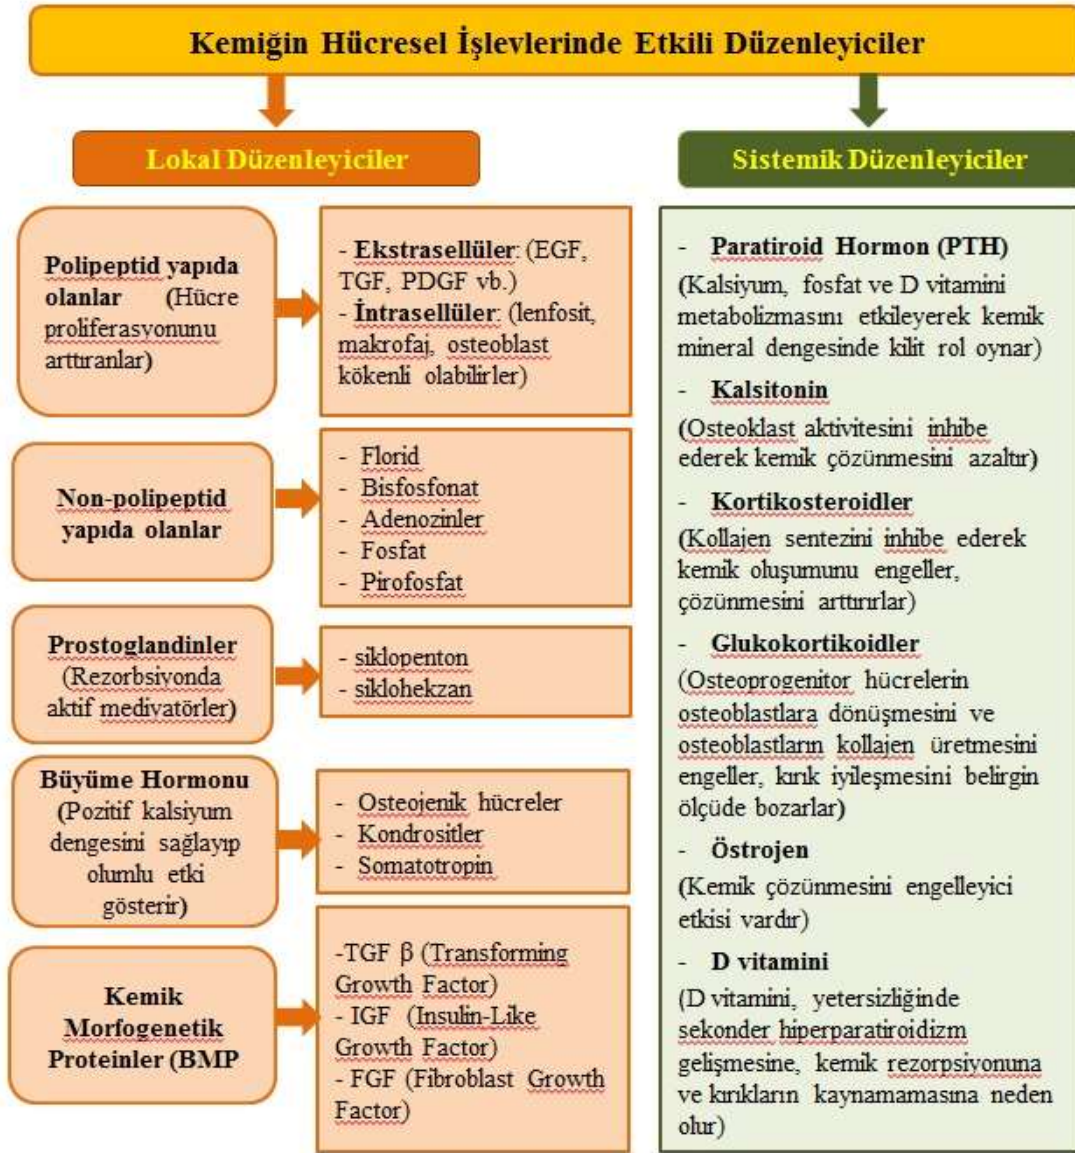 Kemiğin Hücresel İşlevlerinde Etkili Düzenleyiciler
Lokal Düzenleyiciler
Polipeptid yapıda
olanlar (Hücre
proliferasyonunu
arttıranlar)
- Ekstrasellüler: (EGF,
TGF, PDGF vb.)
- İntrasellüler: (lenfosit,
makrofaj, osteoblast
kökenli olabilirler)
Non-polipeptid
yapıda olanlar
- Florid
- Bisfosfonat
- Adenozinler
- Fosfat
- Pirofosfat
Prostoglandinler
(Rezorbsiyonda
aktif mediyatörler)
- siklopenton
- siklohekzan
Büyüme Hormonu
(Pozitif kalsiyum
dengesini sağlayıp
olumlu etki
gösterir)
- Osteojenik hücreler
- Kondrositler
- Somatotropin
Kemik
Morfogenetik
Proteinler (BMP
-TGF β (Transforming
Growth Factor)
- IGF (Insulin-Like
Growth Factor)
- FGF (Fibroblast Growth
Factor)
Sistemik Düzenleyiciler
- Paratiroid Hormon (PTH)
(Kalsiyum, fosfat ve D vitamini
metabolizmasını etkileyerek kemik
mineral dengesinde kilit rol oynar)
- Kalsitonin
(Osteoklast aktivitesini inhibe
ederek kemik çözünmesini azaltır)
- Kortikosteroidler
(Kollajen sentezini inhibe ederek
kemik oluşumunu engeller,
çözünmesini arttırırlar)
- Glukokortikoidler
(Osteoprogenitor hücrelerin
osteoblastlara dönüşmesini ve
osteoblastların kollajen üretmesini
engeller, kırık iyileşmesini belirgin
ölçüde bozarlar)
- Östrojen
(Kemik çözünmesini engelleyici
etkisi vardır)
- D vitamini
(D vitamini, yetersizliğinde
sekonder hiperparatiroidizm
gelişmesine, kemik rezorpsiyonuna
ve kırıkların kaynamamasına neden
olur)